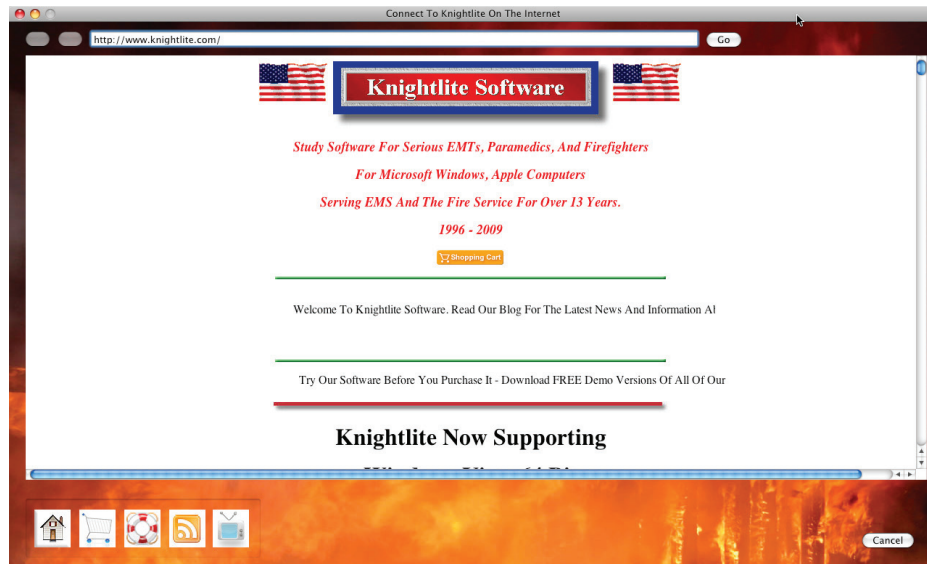 Connect To Knightlite On The Internet
http://www.knightlite.com/
Go
Knightlite Software
Study Software For Serious EMTs, Paramedics, And Firefighters
For Microsoft Windows, Apple Computers
Serving EMS And The Fire Service For Over 13 Years.
1996 - 2009
Shopping Cart
Welcome To Knightlite Software. Read Our Blog For The Latest News And Information
Try Our Software Before You Purchase It - Download FREE Demo Versions Of All Of Our
Knightlite Now Supporting
Cancel